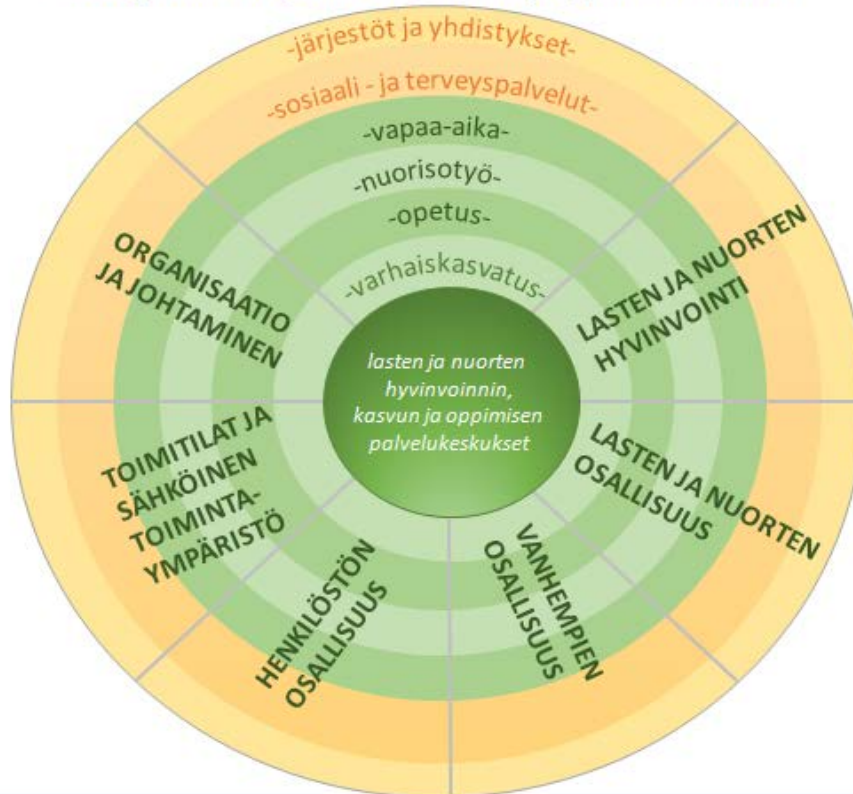 -järjestöt ja yhdistykset-
-sosiaali - ja terveyspalvelut-
-vapaa-aika-
-nuorisotyö-
-opetus-
-varhaiskasvatus-
ORGANISAATIO
JA JOHTAMINEN
LASTEN JA NUORTEN
HYVINVOINTI
lasten ja nuorten
hyvinvoinnin,
kasvun ja oppimisen
palvelukeskukset
TOIMITILAT JA
SÄHKÖINEN
TOIMINTA-
YMPÄRISTÖ
LASTEN JA NUORTEN
OSALLISUUS
HENKILÖSTÖN
OSALLISUUS
VANHEMPIEN
OSALLISUUS